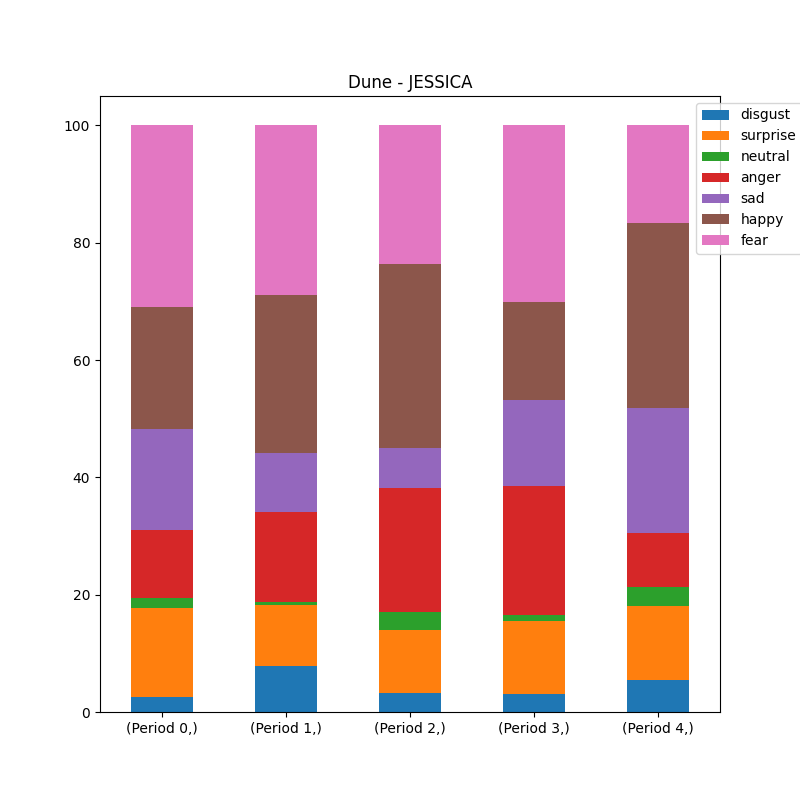 Dune - JESSICA
100
80
60
40
20
0
(Period 0,) (Period 1,) (Period 2,) (Period 3,) (Period 4,)
disgust
surprise
neutral
anger
sad
happy
fear